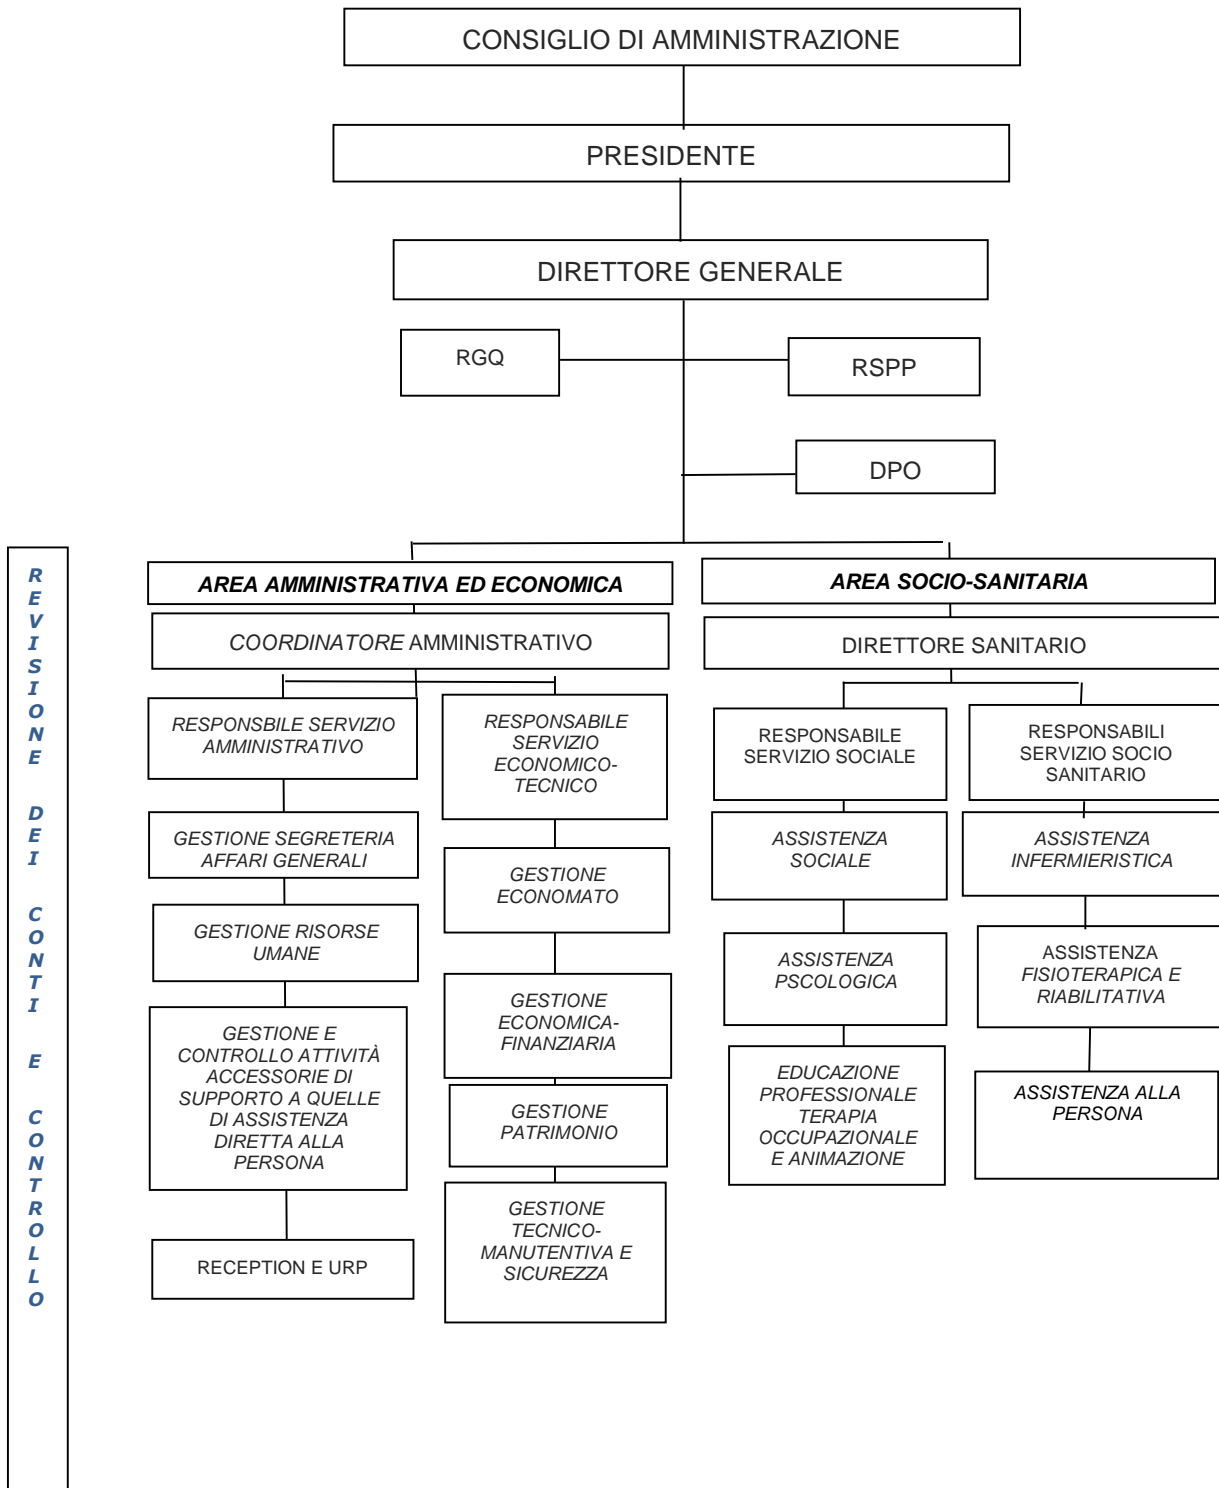 CONSIGLIO DI AMMINISTRAZIONE
PRESIDENTE
DIRETTORE GENERALE
RGQ
RSPP
DPO
REVISIONE DEI CONTI E CONTROLLO
AREA AMMINISTRATIVA ED ECONOMICA
COORDINATORE AMMINISTRATIVO
RESPONSBILE SERVIZIO
AMMINISTRATIVO
GESTIONE SEGRETERIA
AFFARI GENERALI
GESTIONE RISORSE
UMANE
GESTIONE E
CONTROLLO ATTIVITÀ
ACCESSORIE DI
SUPPORTO A QUELLE
DI ASSISTENZA
DIRETTA ALLA
PERSONA
RECEPTION E URP
RESPONSABILE
SERVIZIO
ECONOMICO-
TECNICO
GESTIONE
ECONOMATO
GESTIONE
ECONOMICA-
FINANZIARIA
GESTIONE
PATRIMONIO
GESTIONE
TECNICO-
MANUTENTIVA E
SICUREZZA
AREA SOCIO-SANITARIA
DIRETTORE SANITARIO
RESPONSABILE
SERVIZIO SOCIALE
ASSISTENZA
SOCIALE
ASSISTENZA
PSCOLOGICA
EDUCAZIONE
PROFESSIONALE
TERAPIA
OCCUPAZIONALE
E ANIMAZIONE
RESPONSABILI
SERVIZIO SOCIO
SANITARIO
ASSISTENZA
INFERMIERISTICA
ASSISTENZA
FISIOTERAPICA E
RIABILITATIVA
ASSISTENZA ALLA
PERSONA